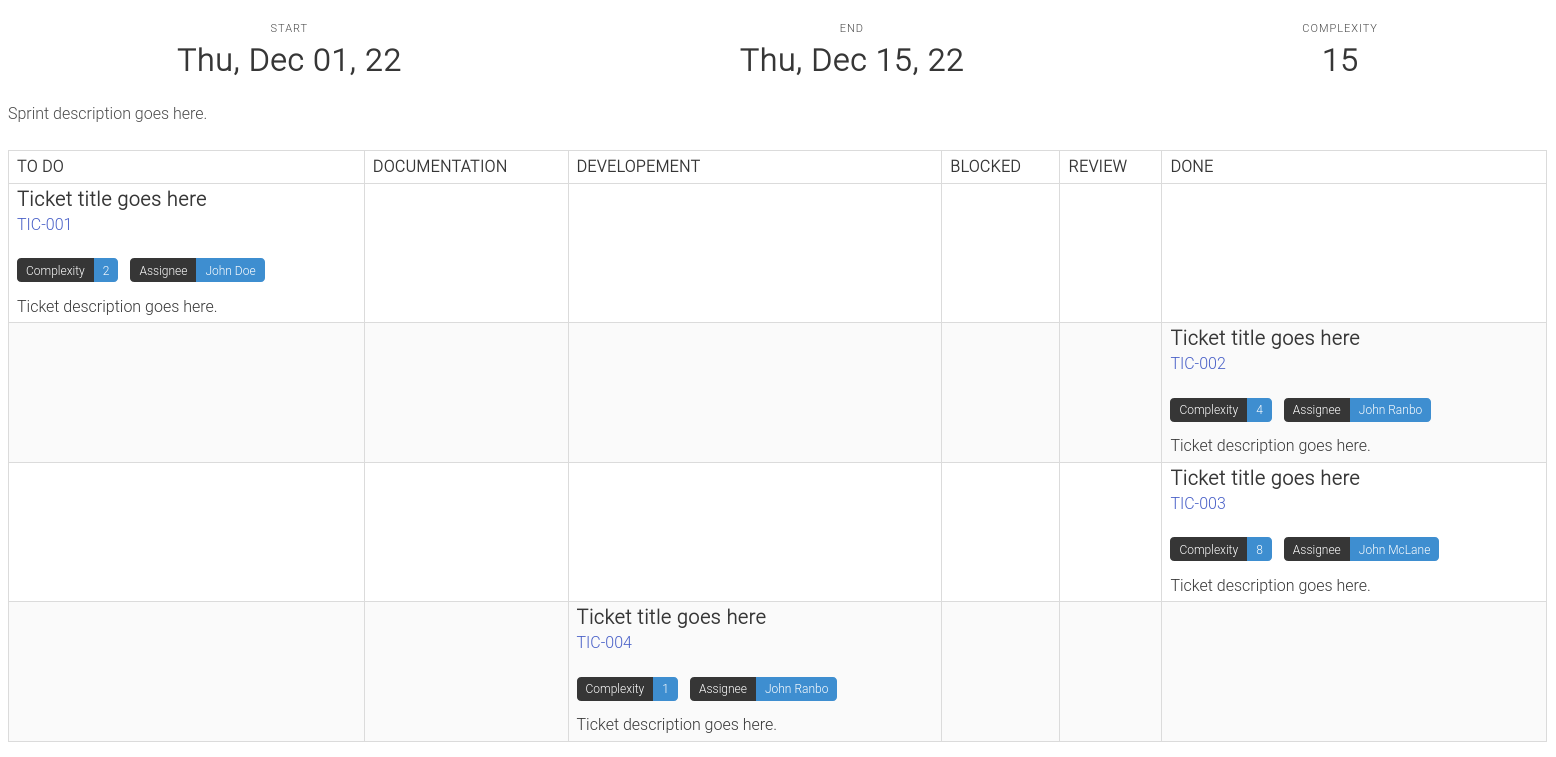 START END COMPLEXITY
Thu, Dec 01, 22 Thu, Dec 15, 22 15
Sprint description goes here.
TO DO DOCUMENTATION DEVELOPEMENT BLOCKED REVIEW DONE
Ticket title goes here
TIC-001
Complexity 2 Assignee John Doe
Ticket description goes here.
Ticket title goes here
TIC-002
Complexity 4 Assignee John Ranbo
Ticket description goes here.
Ticket title goes here
TIC-003
Complexity 8 Assignee John McLane
Ticket description goes here.
Ticket title goes here
TIC-004
Complexity 1 Assignee John Ranbo
Ticket description goes here.